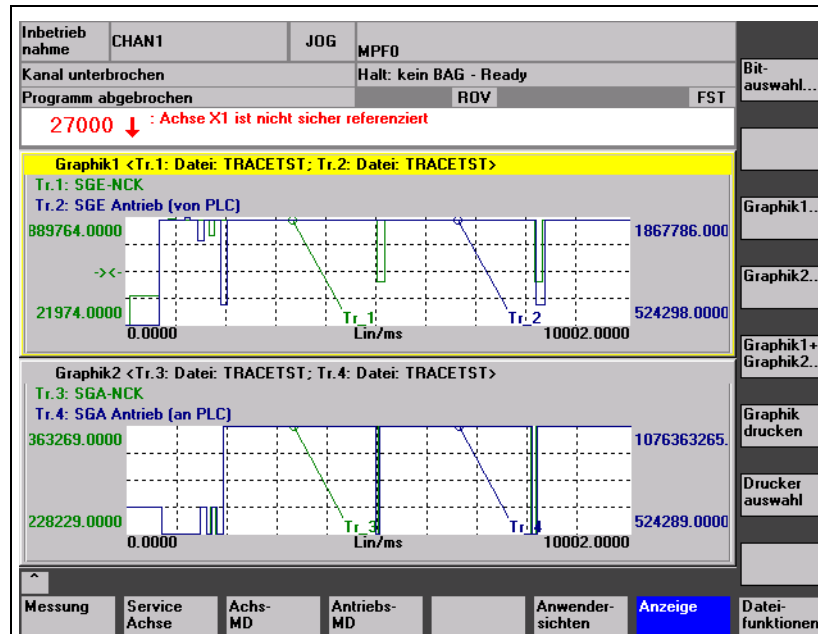 Inbetrieb
nahme
CHAN1
JOG
MPF0
Kanal unterbrochen
Halt: kein BAG - Ready
Programm abgebrochen
ROV
FST
27000 ↓ : Achse X1 ist nicht sicher referenziert
Graphik1 <Tr.1: Datei: TRACETST; Tr.2: Datei: TRACETST>
Tr.1: SGE-NCK
Tr.2: SGE Antrieb (von PLC)
889764.0000
1867786.000
-><-
21974.0000
Tr_1
Tr_2
524298.0000
0.0000
Lin/ms
10002.0000
Graphik2 <Tr.3: Datei: TRACETST; Tr.4: Datei: TRACETST>
Tr.3: SGA-NCK
Tr.4: SGA Antrieb (an PLC)
363269.0000
1076363265.
228229.0000
Tr_3
Tr_4
524289.0000
0.0000
Lin/ms
10002.0000
Bit-
auswahl...
Graphik1..
Graphik2..
Graphik1+
Graphik2..
Graphik
drucken
Drucker
auswahl
^
Messung
Service
Achse
Achs-
MD
Antriebs-
MD
Anwender-
sichten
Anzeige
Datei-
funktionen